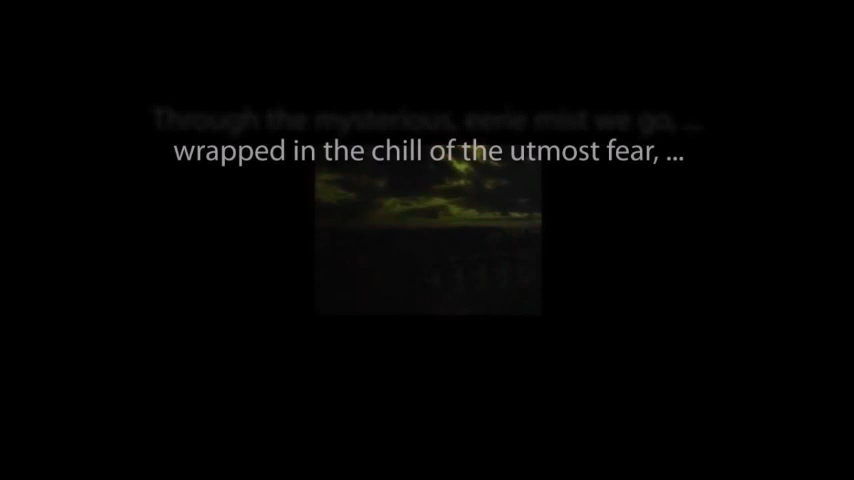 Through the mysterious, eerie mist we go, ...
wrapped in the chill of the utmost fear, ...